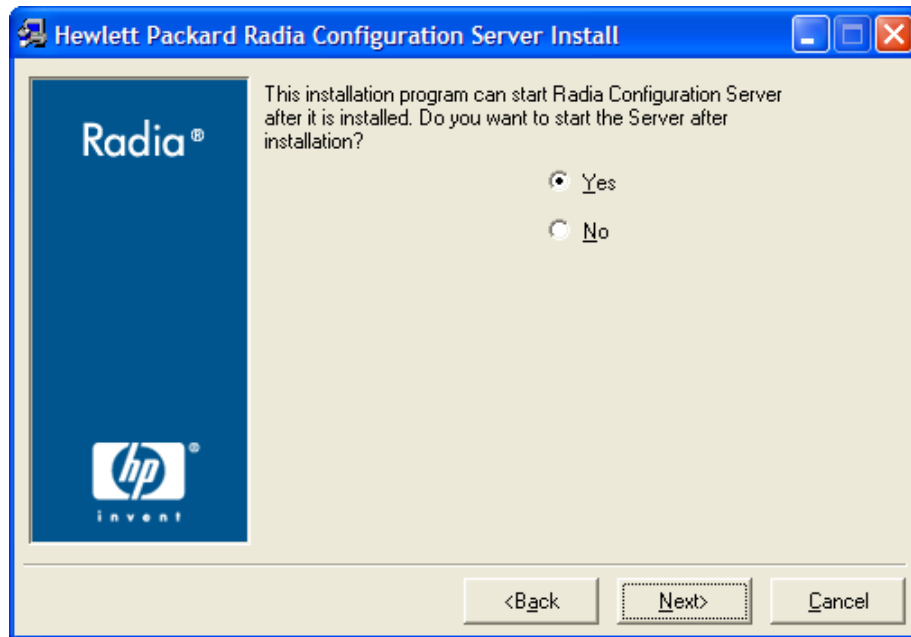 Hewlett Packard Radia Configuration Server Install
Radia®
This installation program can start Radia Configuration Server
after it is installed. Do you want to start the Server after
installation?
Yes
No
hp®
invent
<Back
Next>
Cancel